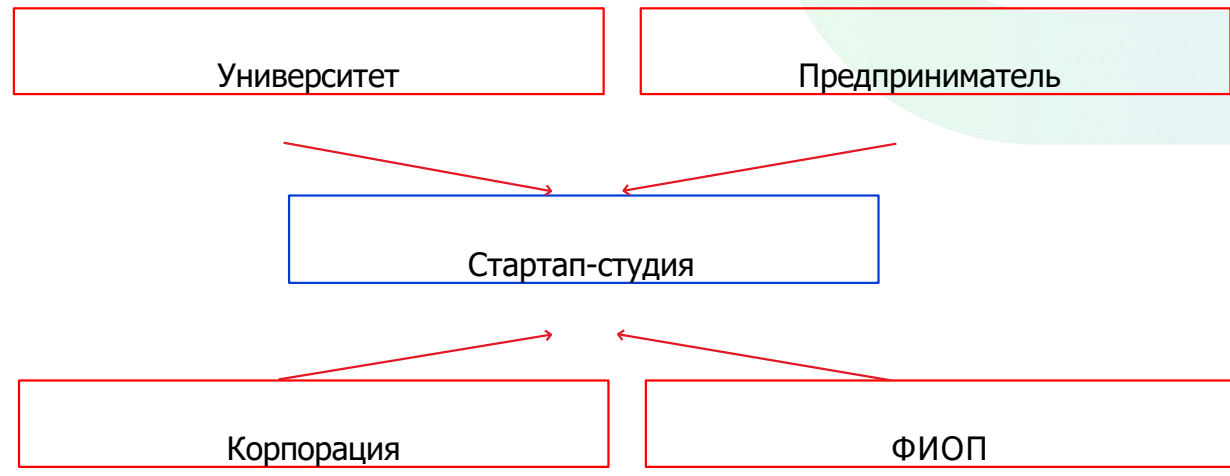 Университет
Предприниматель
Стартап-студия
Корпорация
ФИОП